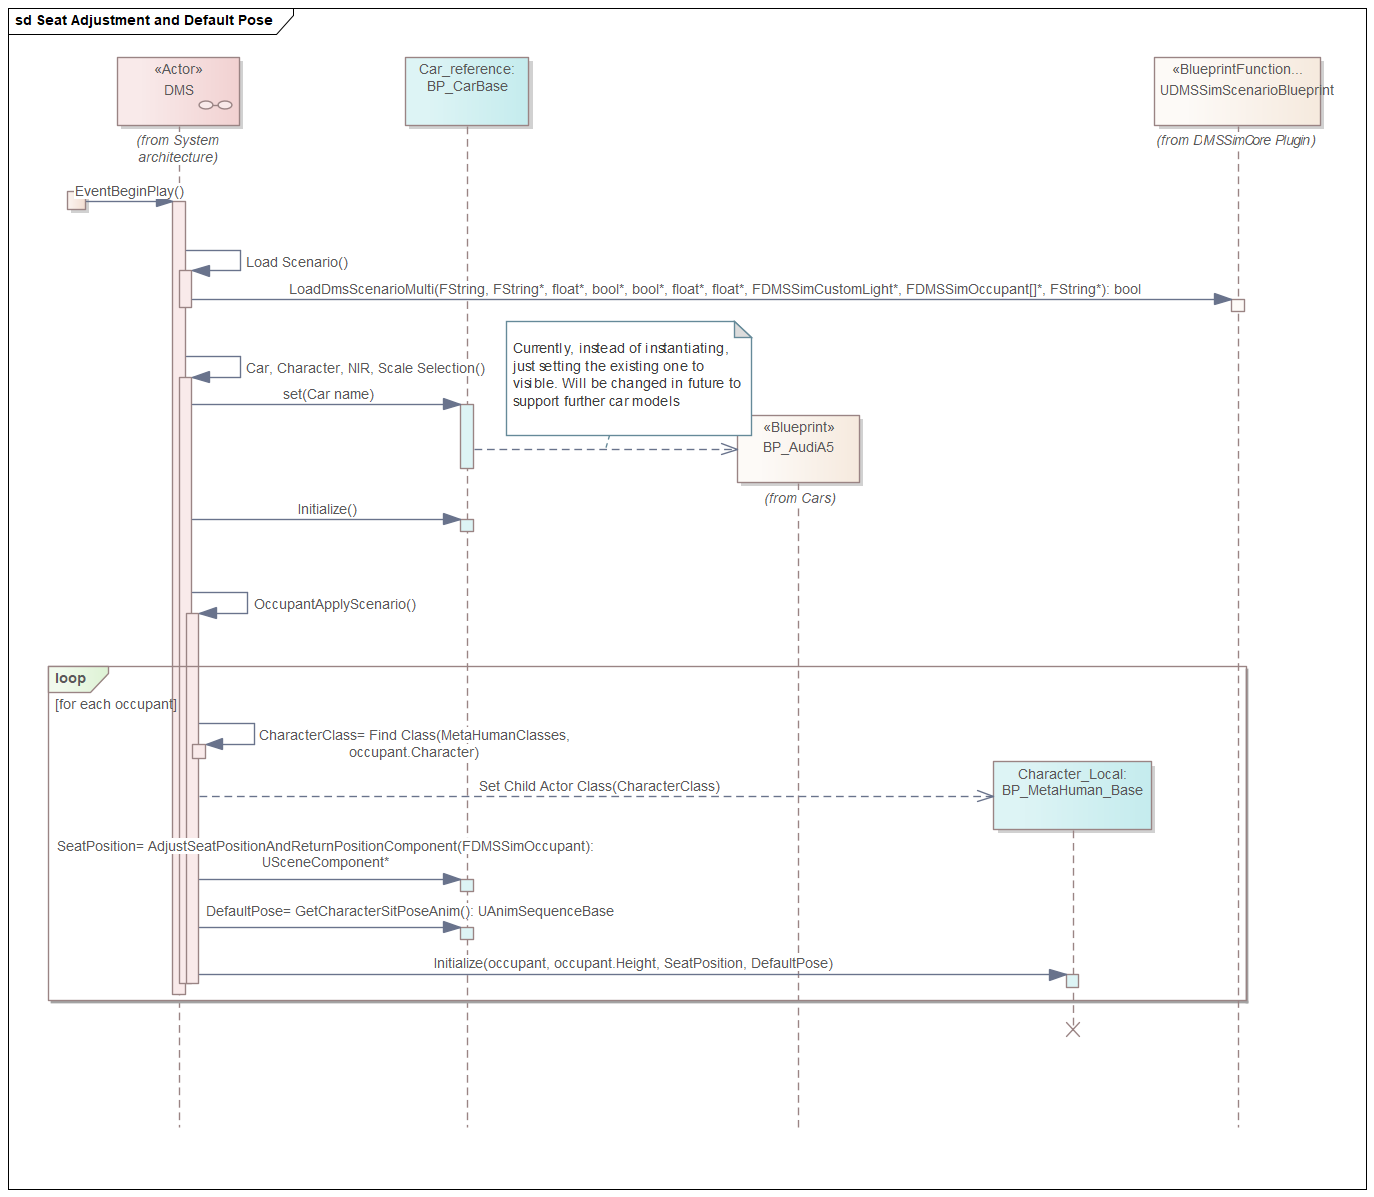 sd Seat Adjustment and Default Pose
«Actor»
DMS
(from System
architecture)
Car_reference:
BP_CarBase
«BlueprintFunction...
UDMSSimScenarioBlueprint
(from DMSSimCore Plugin)
EventBeginPlay()
Load Scenario()
LoadDmsScenarioMulti(FString, FString*, float*, bool*, bool*, float*, float*, FDMSSimCustomLight*, FDMSSimOccupant[]*, FString*): bool
Currently, instead of instantiating,
just setting the existing one to
visible. Will be changed in future to
support further car models
Car, Character, NIR, Scale Selection()
set(Car name)
«Blueprint»
BP_AudiA5
(from Cars)
Initialize()
OccupantApplyScenario()
loop
[for each occupant]
CharacterClass= Find Class(MetaHumanClasses,
occupant.Character)
Set Child Actor Class(CharacterClass)
Character_Local:
BP_MetaHuman_Base
SeatPosition= AdjustSeatPositionAndReturnPositionComponent(FDMSSimOccupant):
USceneComponent*
DefaultPose= GetCharacterSitPoseAnim(): UAnimSequenceBase
Initialize(occupant, occupant.Height, SeatPosition, DefaultPose)